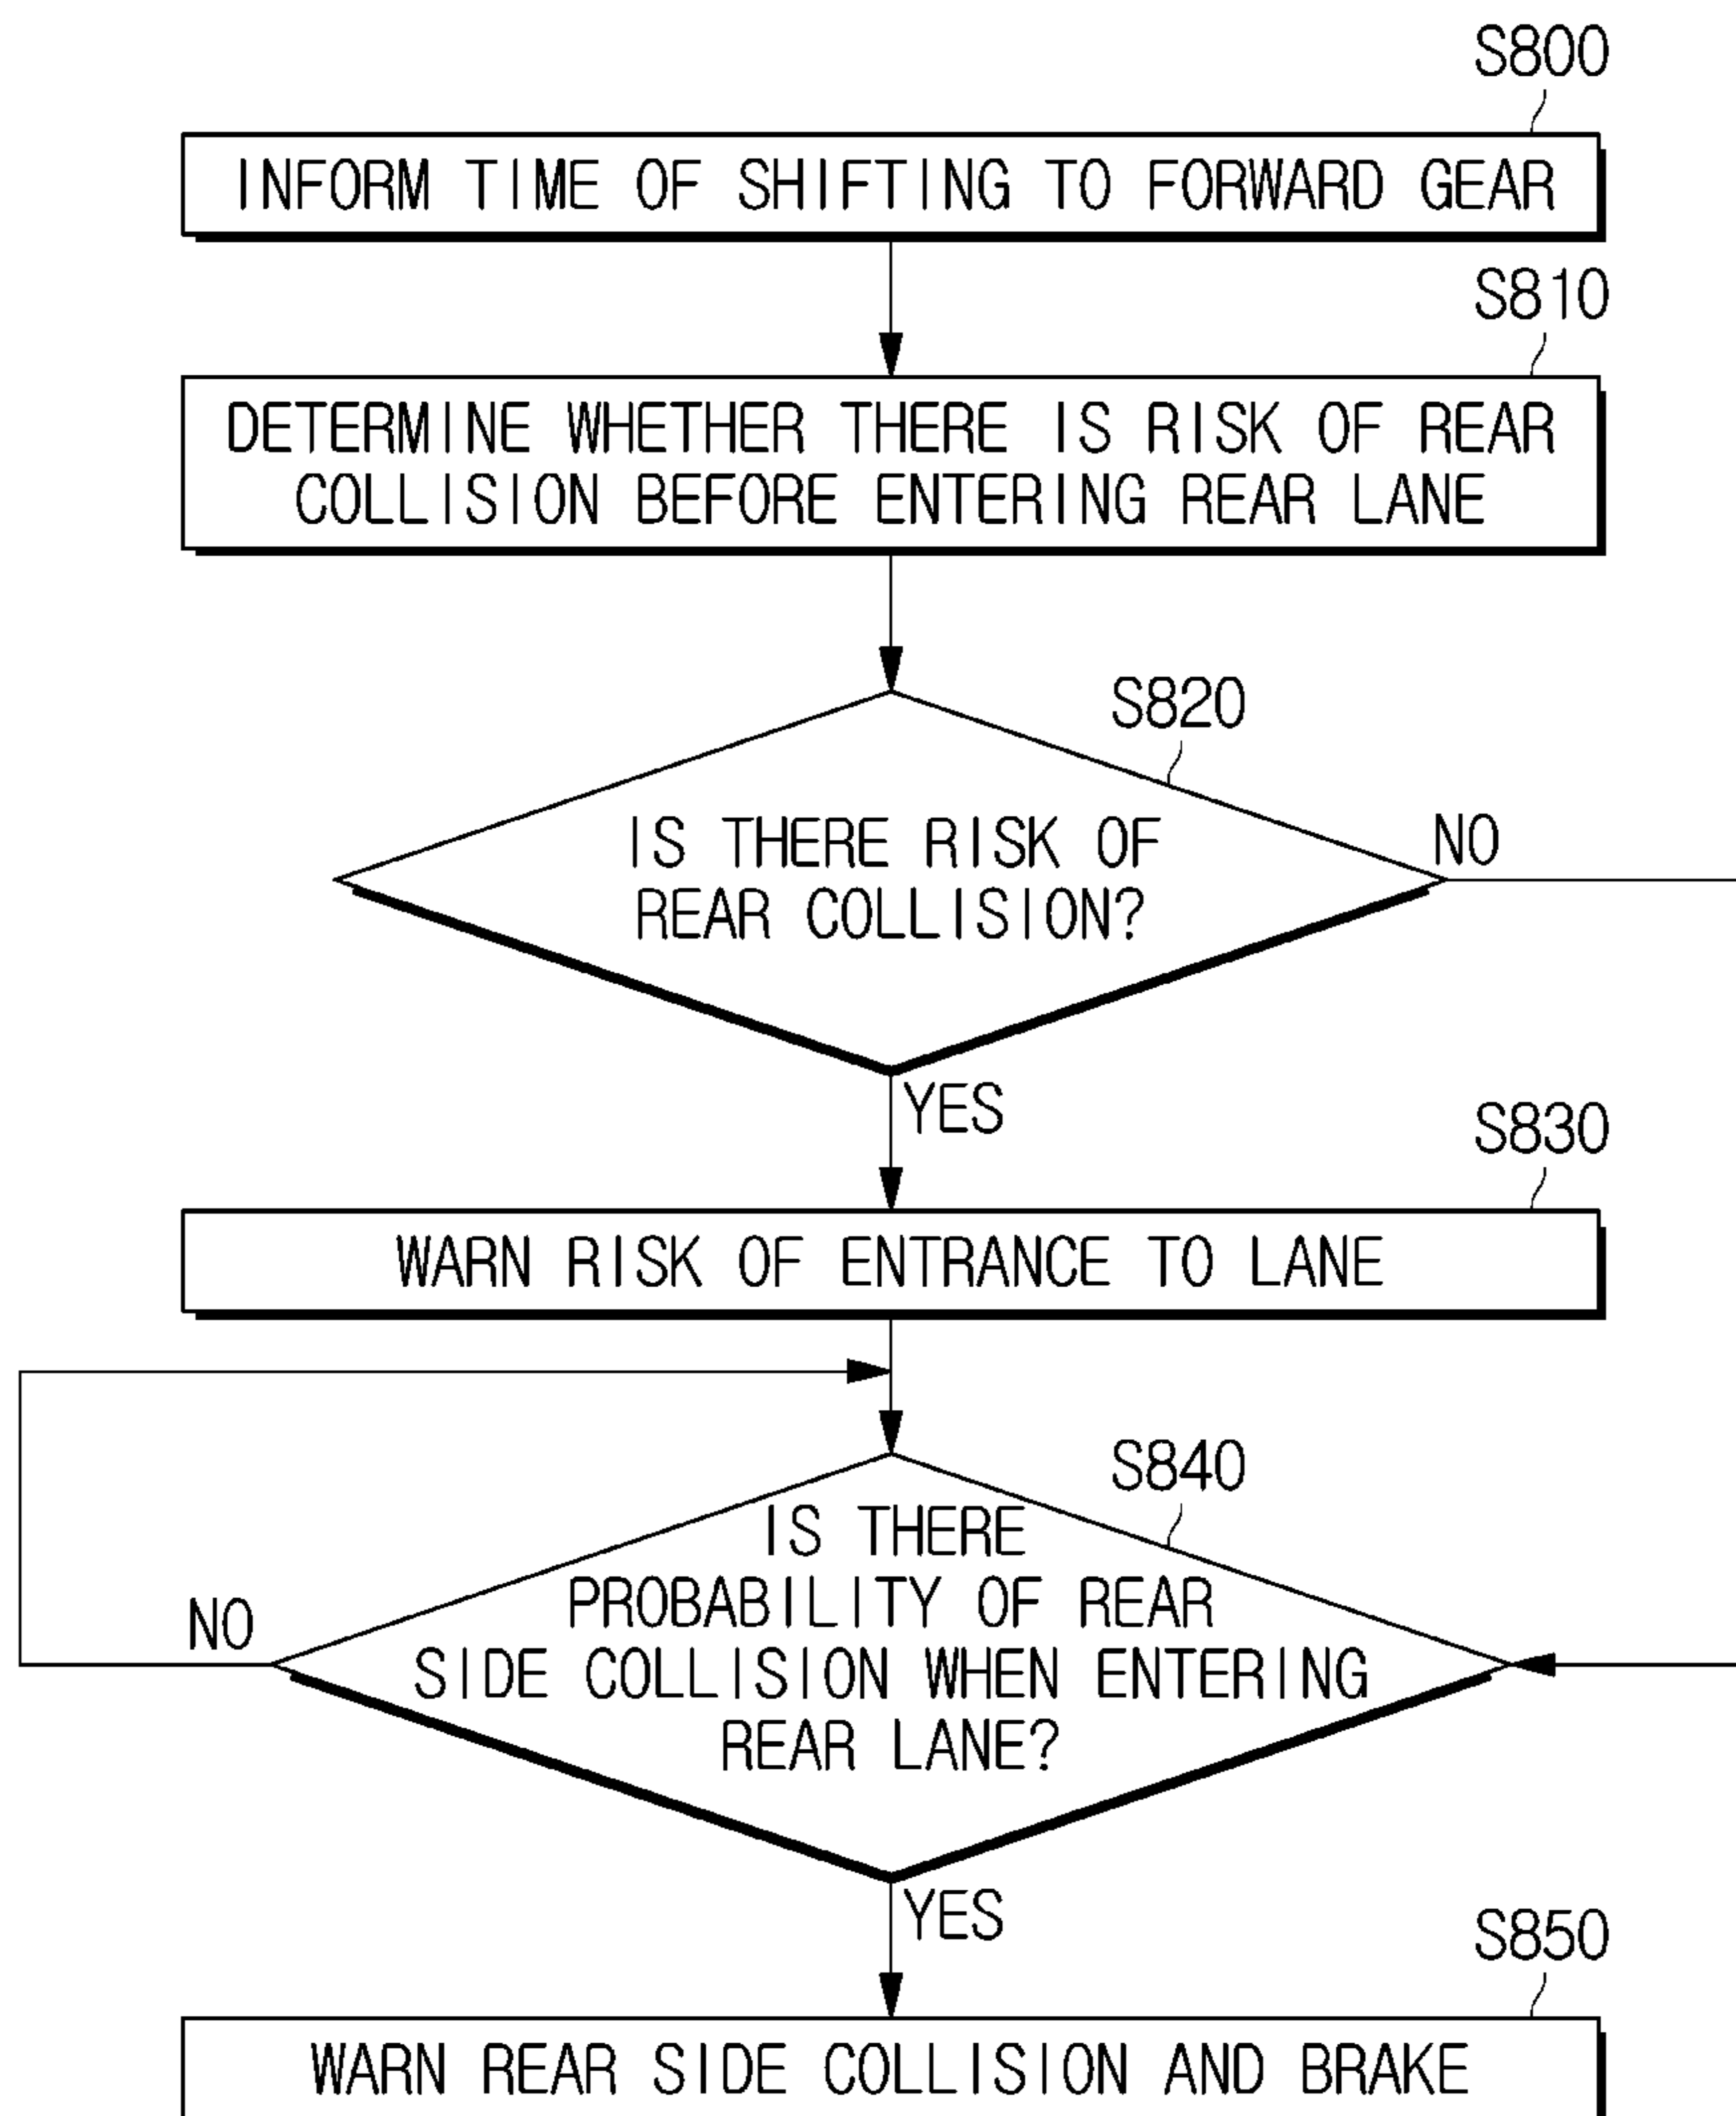 S800
INFORM TIME OF SHIFTING TO FORWARD GEAR
S810
DETERMINE WHETHER THERE IS RISK OF REAR
COLLISION BEFORE ENTERING REAR LANE
S820
IS THERE RISK OF
REAR COLLISION?
NO
YES
S830
WARN RISK OF ENTRANCE TO LANE
S840
IS THERE
PROBABILITY OF REAR
SIDE COLLISION WHEN ENTERING
REAR LANE?
NO
YES
S850
WARN REAR SIDE COLLISION AND BRAKE